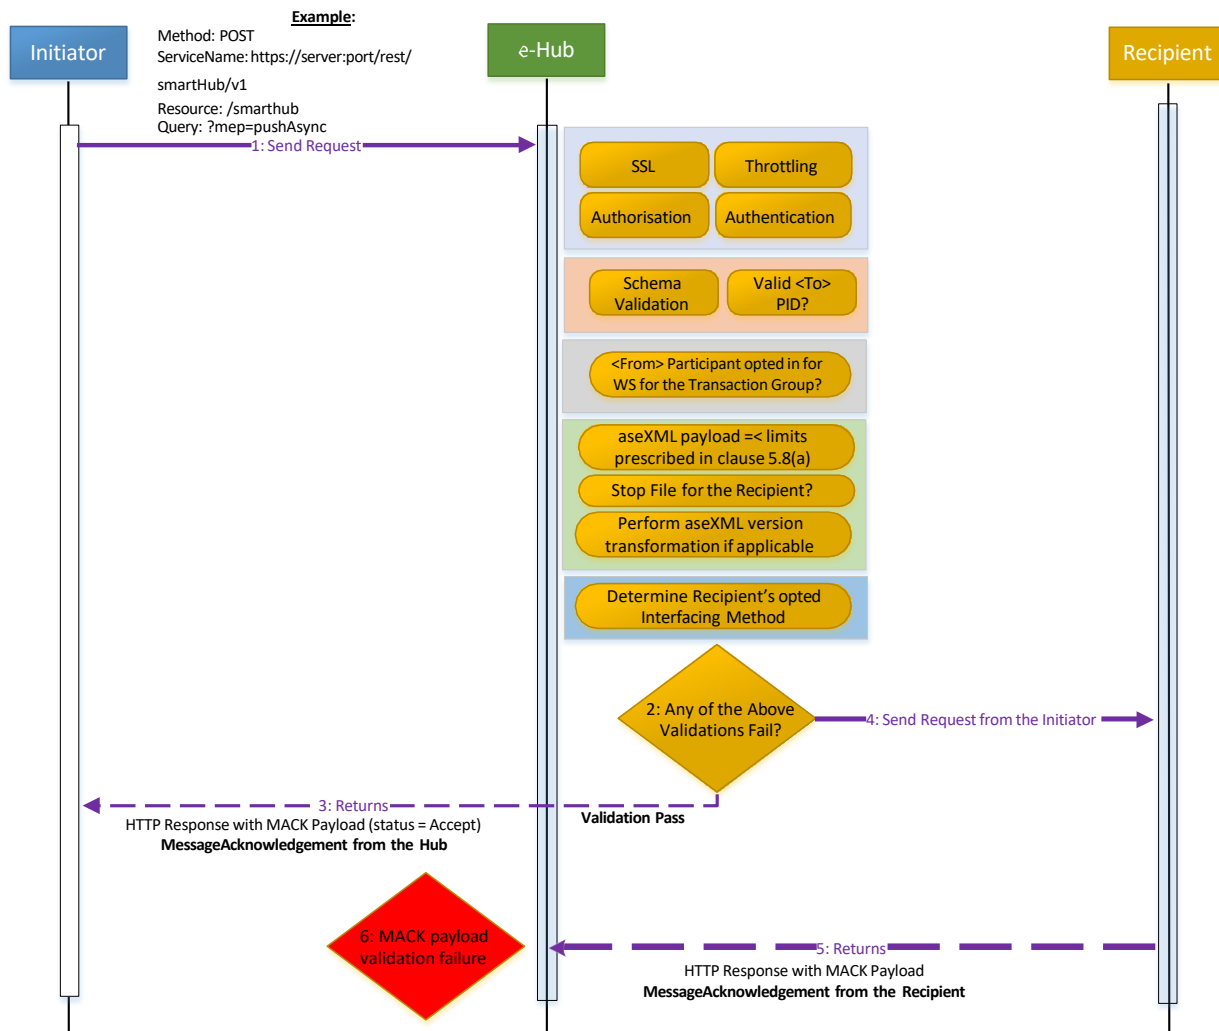 Example:
Method: POST
ServiceName: https://server:port/rest/
smartHub/v1
Resource: /smarthub
Query: ?mep=pushAsync
Initiator
e-Hub
Recipient
1: Send Request
SSL
Throttling
Authorisation
Authentication
Schema
Validation
Valid <To>
PID?
<From> Participant opted in for
WS for the Transaction Group?
aseXML payload =< limits
prescribed in clause 5.8(a)
Stop File for the Recipient?
Perform aseXML version
transformation if applicable
Determine Recipient’s opted
Interfacing Method
2: Any of the Above
Validations Fail?
4: Send Request from the Initiator
3: Returns
HTTP Response with MACK Payload (status = Accept)
MessageAcknowledgement from the Hub
Validation Pass
6: MACK payload
validation failure
5: Returns
HTTP Response with MACK Payload
MessageAcknowledgement from the Recipient